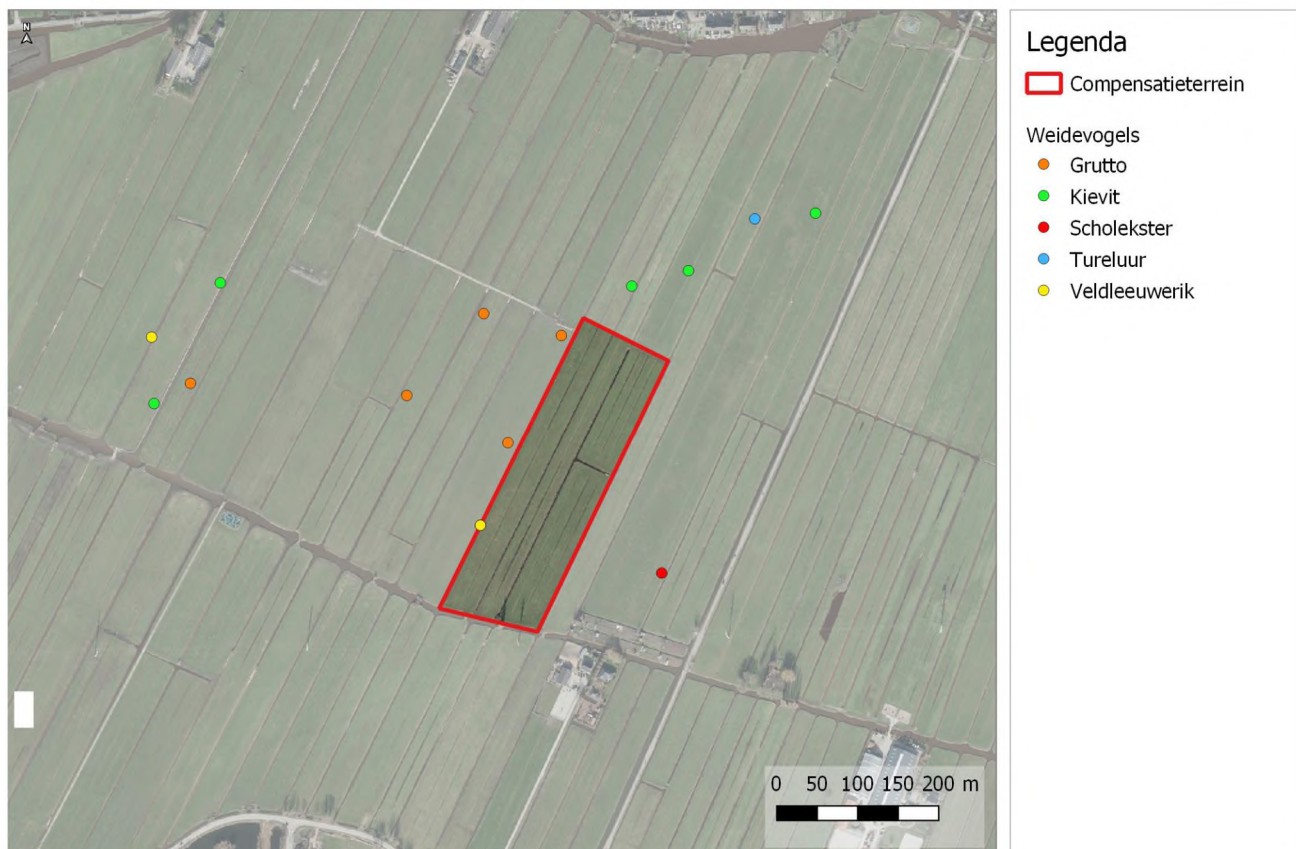 N
Legenda
Compensatieterrein
Weidevogels
Grutto
Kievit
Scholekster
Tureluur
Veldleeuwerik
0 50 100 150 200 m